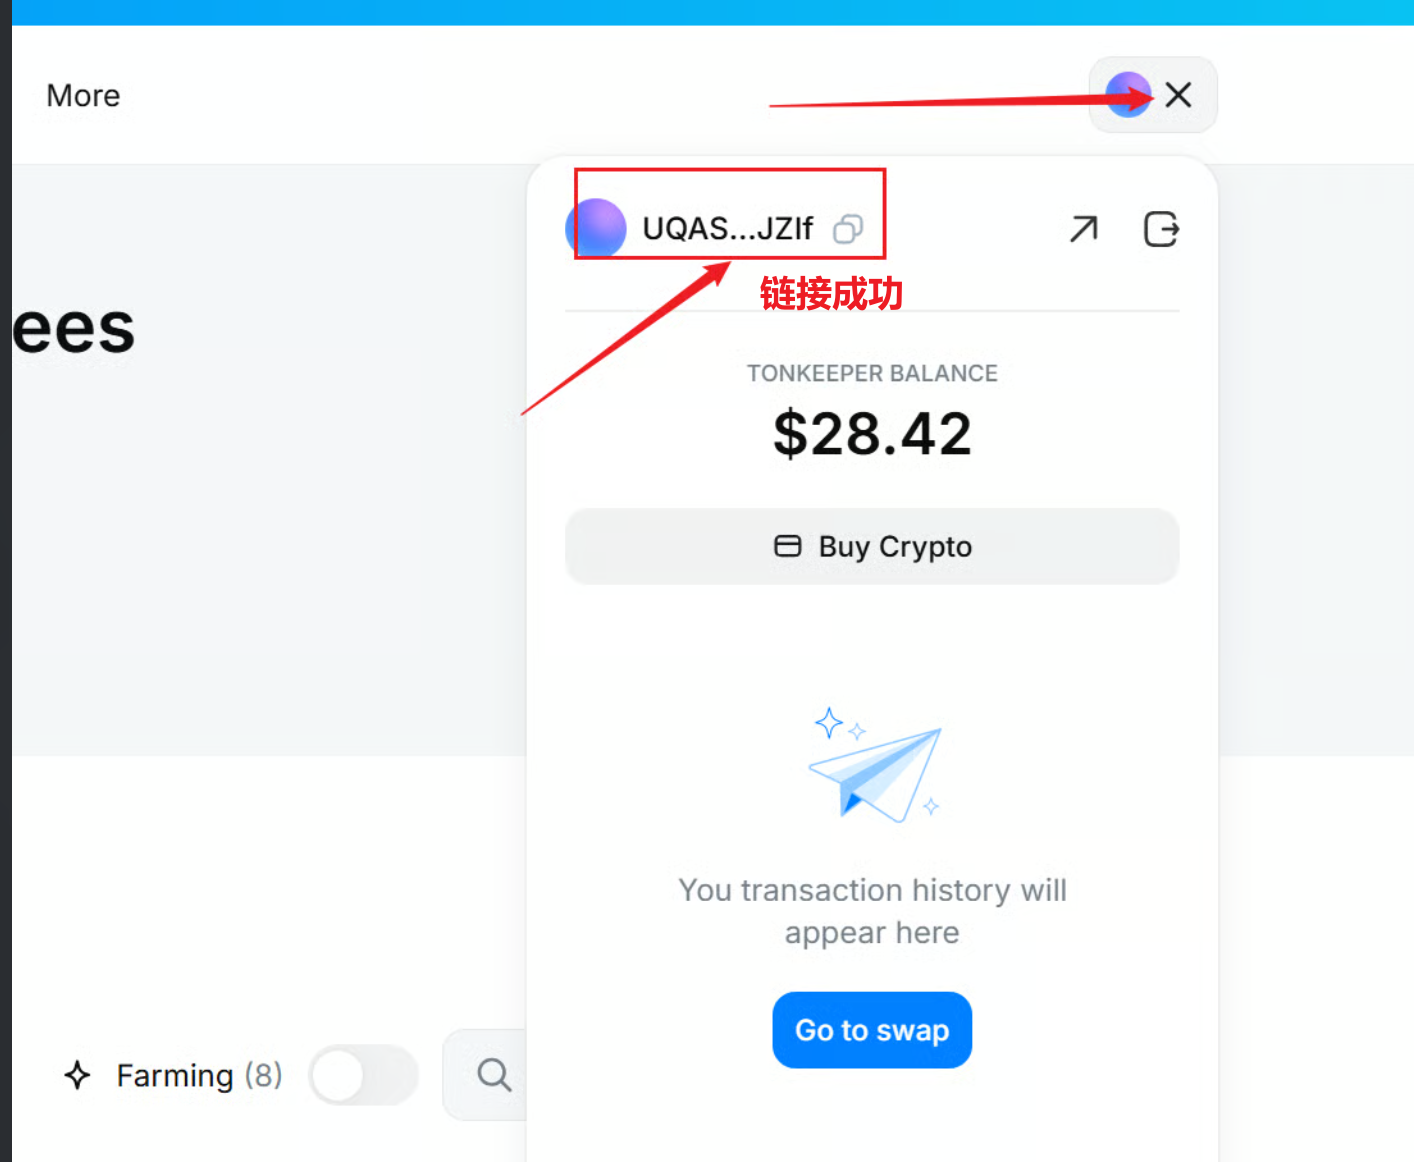 More
UQAS...JZIf
链接成功
ees
TONKEEPER BALANCE
$28.42
Buy Crypto
You transaction history will
appear here
Go to swap
Farming (8)